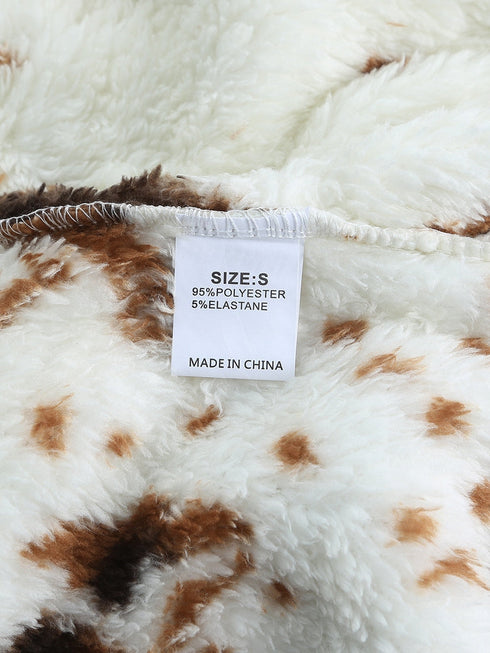 SIZE:S
95%POLYESTER
5%ELASTANE
MADE IN CHINA